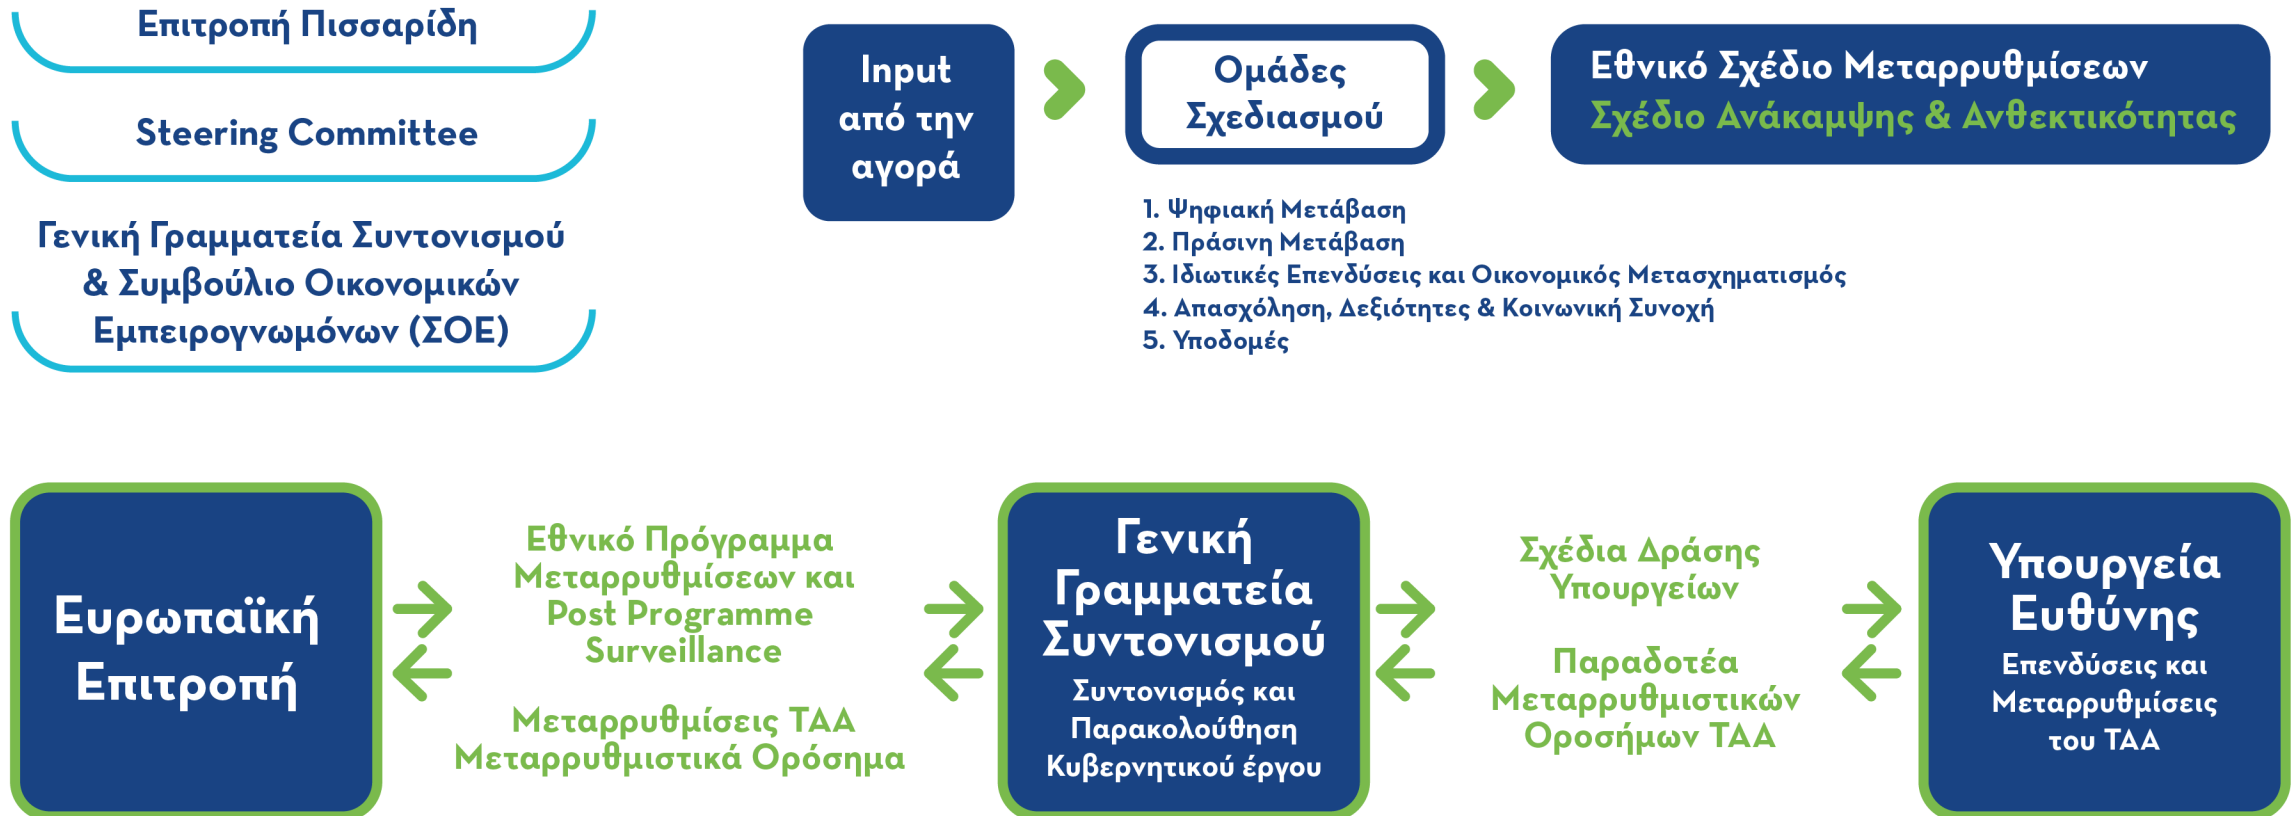 Επιτροπή Πισσαρίδη
Steering Committee
Γενική Γραμματεία Συντονισμού
& Συμβούλιο Οικονομικών
Εμπειρογνωμόνων (ΣΟΕ)
Input
από την
αγορά
Ομάδες
Σχεδιασμού
1. Ψηφιακή Μετάβαση
2. Πράσινη Μετάβαση
3. Ιδιωτικές Επενδύσεις και Οικονομικός Μετασχηματισμός
4. Απασχόληση, Δεξιότητες & Κοινωνική Συνοχή
5. Υποδομές
Εθνικό Σχέδιο Μεταρρυθμίσεων
Σχέδιο Ανάκαμψης & Ανθεκτικότητας
Ευρωπαϊκή
Επιτροπή
Εθνικό Πρόγραμμα
Μεταρρυθμίσεων και
Post Programme
Surveillance
Μεταρρυθμίσεις ΤΑΑ
Μεταρρυθμιστικά Ορόσημα
Γενική
Γραμματεία
Συντονισμού
Συντονισμός και
Παρακολούθηση
Κυβερνητικού έργου
Σχέδια Δράσης
Υπουργείων
Παραδοτέα
Μεταρρυθμιστικών
Οροσήμων ΤΑΑ
Υπουργεία
Ευθύνης
Επενδύσεις και
Μεταρρυθμίσεις
του ΤΑΑ